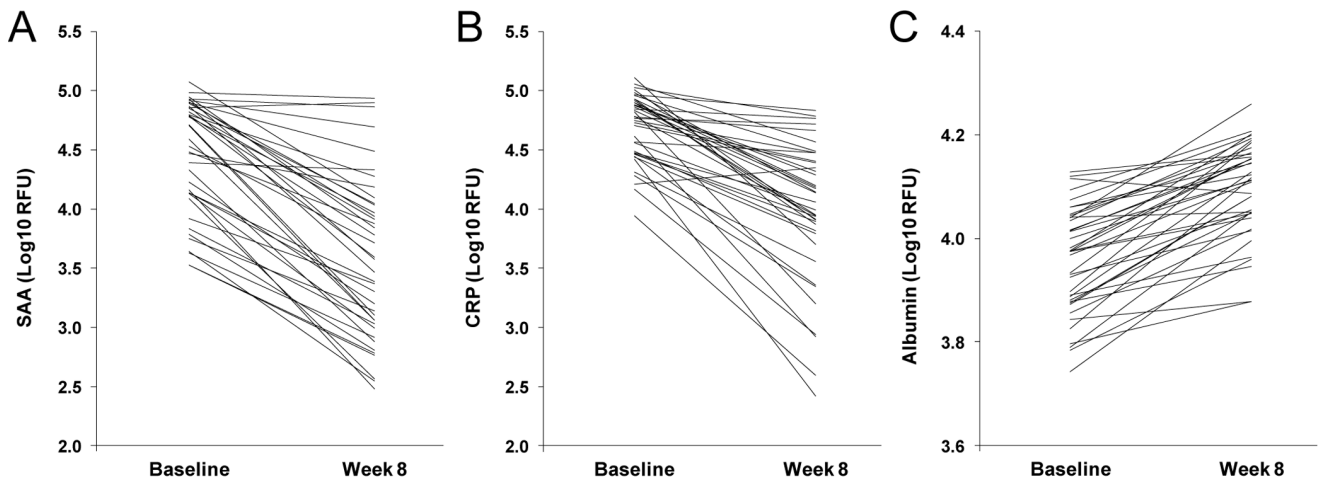 A
5.5
5.0
4.5
4.0
3.5
3.0
2.5
2.0
SAA (Log10 RFU)
Baseline
Week 8
B
5.5
5.0
4.5
4.0
3.5
3.0
2.5
2.0
CRP (Log10 RFU)
Baseline
Week 8
C
4.4
4.2
4.0
3.8
3.6
Albumin (Log10 RFU)
Baseline
Week 8